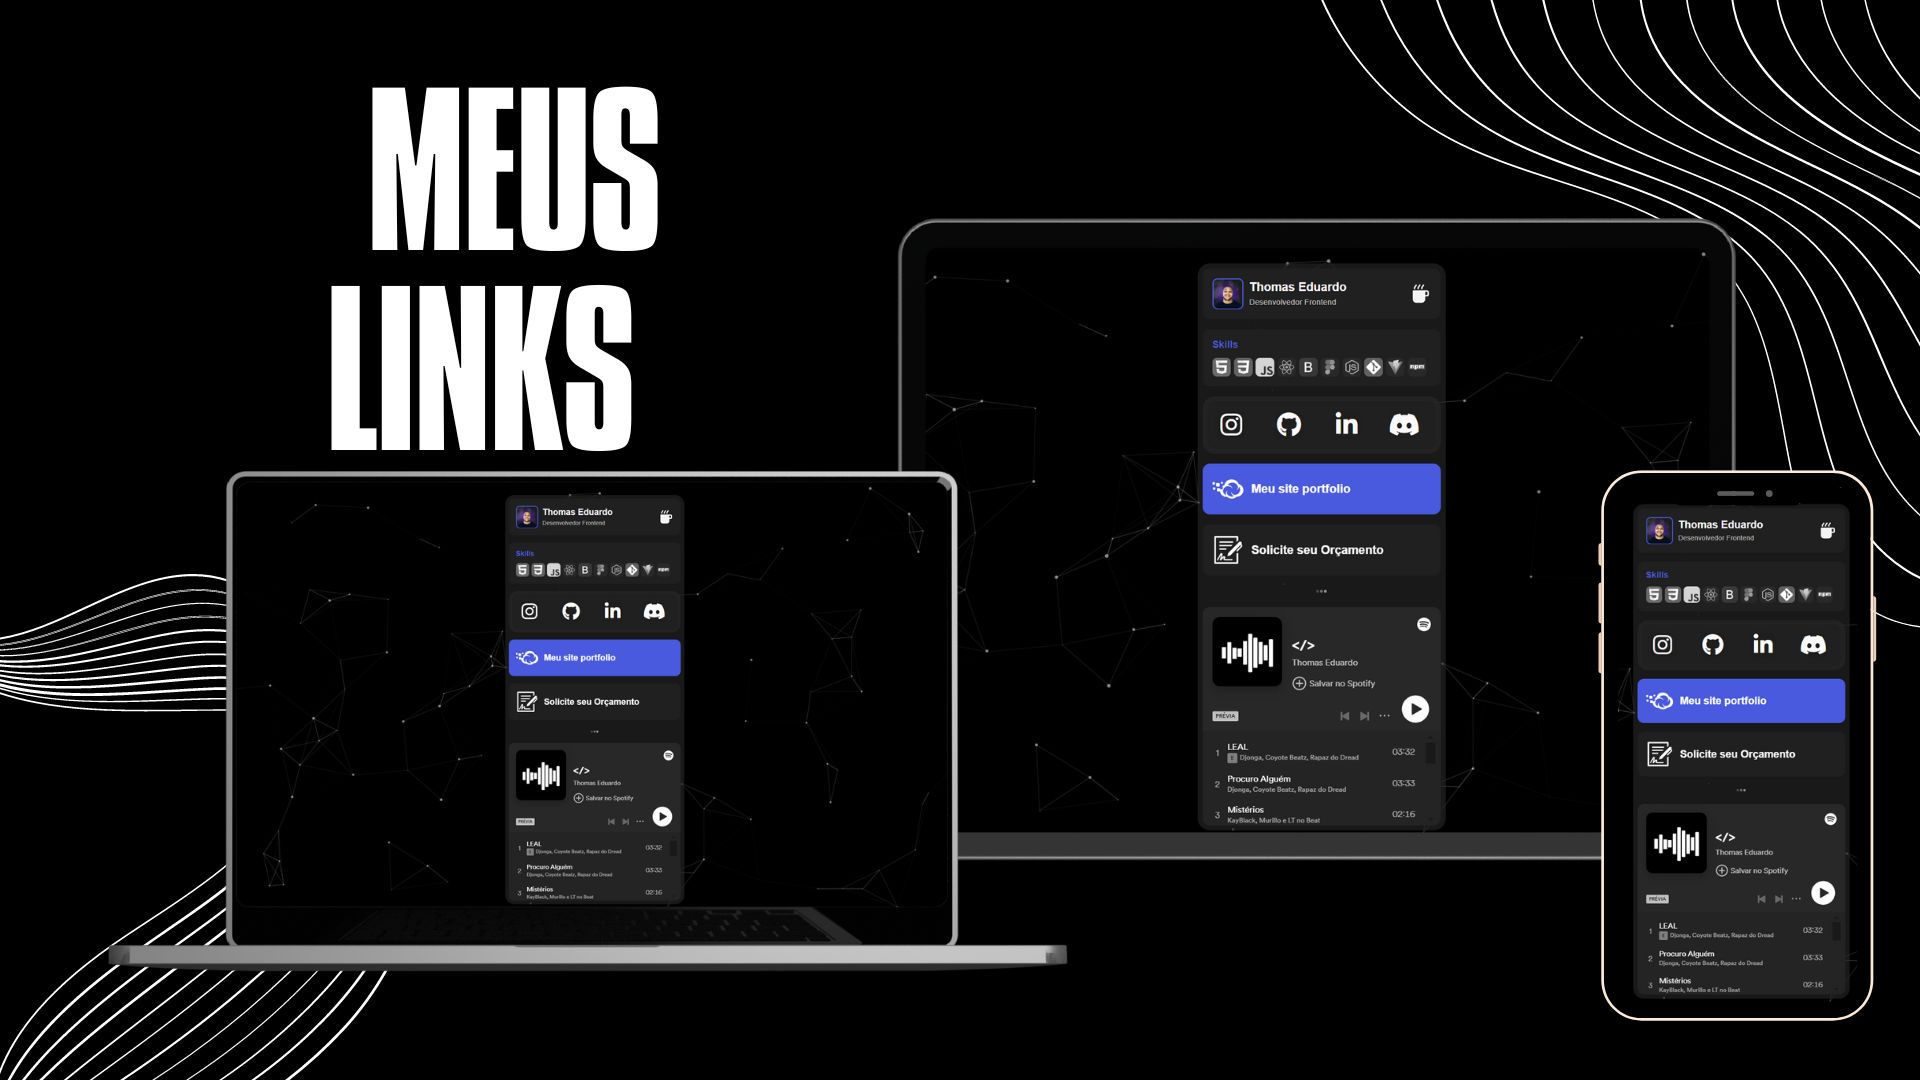 MEUS
LINKS
Thomas Eduardo
Desenvolvedor Frontend
Skills
JS
B
JS
npm
in
Meu site portfolio
Solicite seu Orçamento
</>
Thomas Eduardo
Salvar no Spotify
PRÉVIA
1 LEAL 03:32
E Djonga, Coyote Beatz, Rapaz do Dread
2 Procuro Alguém 03:33
Djonga, Coyote Beatz, Rapaz do Dread
3 Mistérios 02:16
KayBlack, Murillo e LT no Beat
Thomas Eduardo
Desenvolvedor Frontend
Skills
JS
B
JS
npm
in
Meu site portfolio
Solicite seu Orçamento
</>
Thomas Eduardo
Salvar no Spotify
PRÉVIA
1 LEAL 03:32
E Djonga, Coyote Beatz, Rapaz do Dread
2 Procuro Alguém 03:33
Djonga, Coyote Beatz, Rapaz do Dread
3 Mistérios 02:16
KayBlack, Murillo e LT no Beat
Thomas Eduardo
Desenvolvedor Frontend
Skills
JS
B
JS
npm
in
Meu site portfolio
Solicite seu Orçamento
</>
Thomas Eduardo
Salvar no Spotify
PRÉVIA
1 LEAL 03:32
E Djonga, Coyote Beatz, Rapaz do Dread
2 Procuro Alguém 03:33
Djonga, Coyote Beatz, Rapaz do Dread
3 Mistérios 02:16
KayBlack, Murillo e LT no Beat